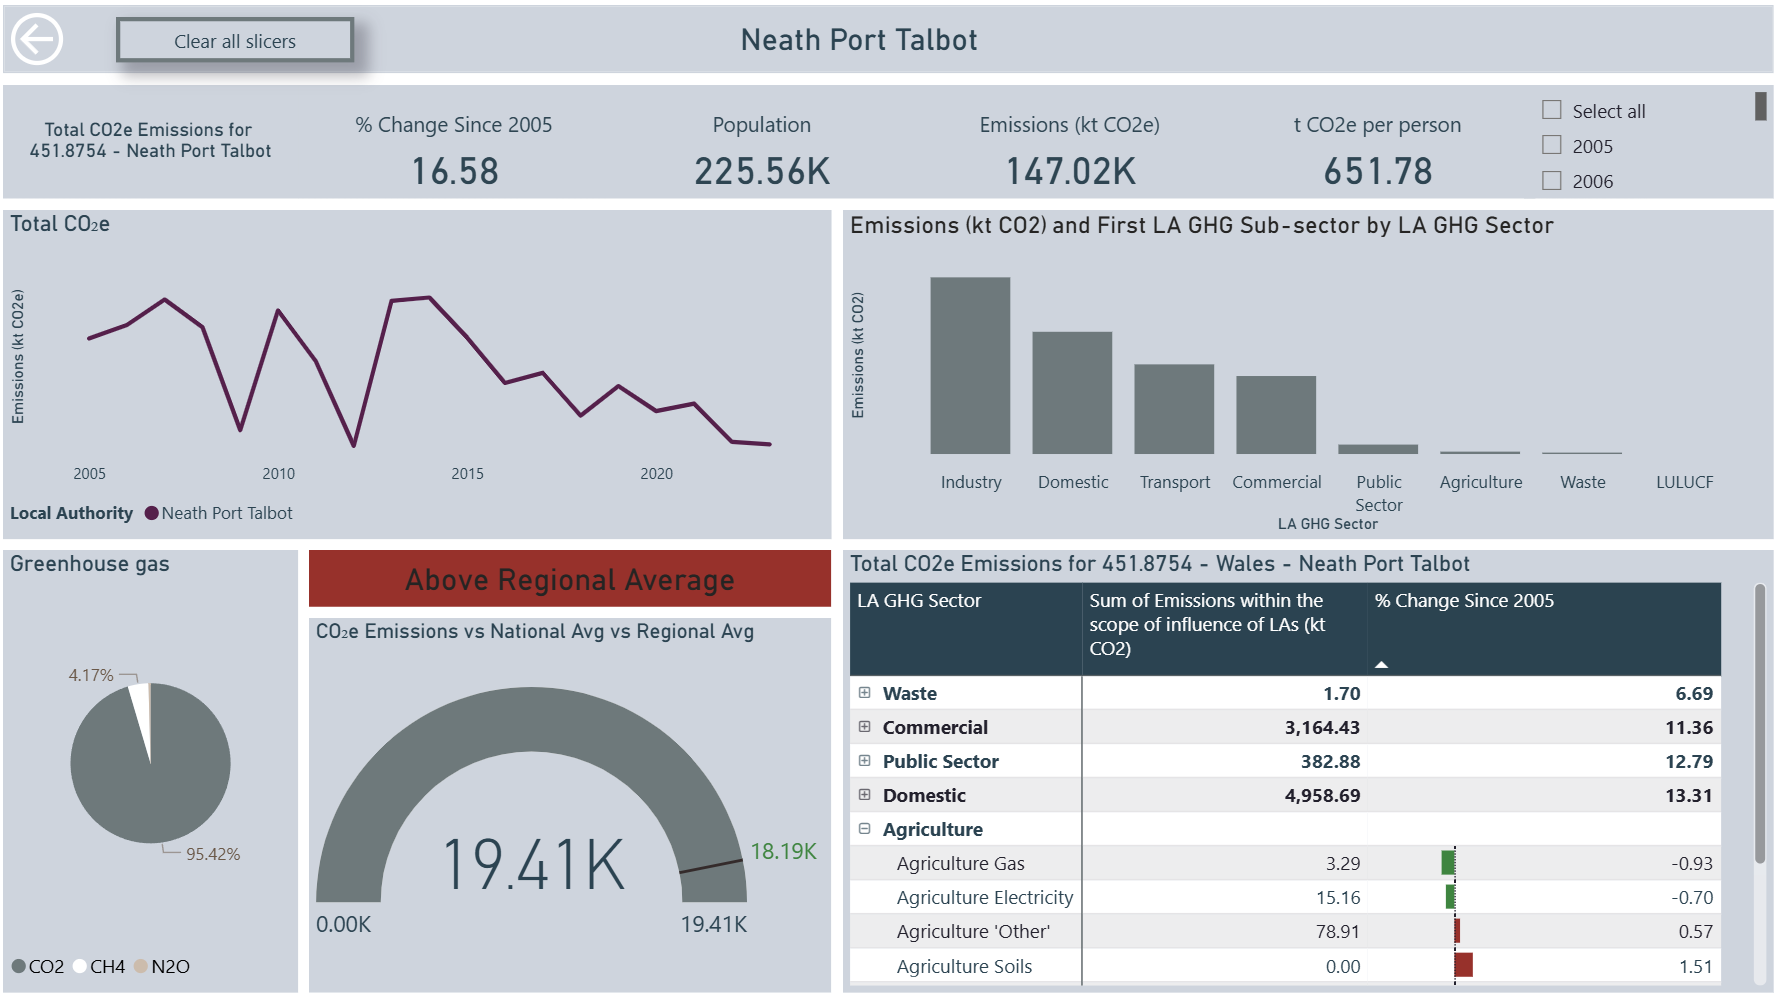 Clear all slicers
Neath Port Talbot
Total CO2e Emissions for
451.8754 - Neath Port Talbot
% Change Since 2005
16.58
Population
225.56K
Emissions (kt CO2e)
147.02K
t CO2e per person
651.78
Select all
2005
2006
Total CO₂e
Emissions (kt CO2e)
2005
2010
2015
2020
Local Authority
Neath Port Talbot
Emissions (kt CO2) and First LA GHG Sub-sector by LA GHG Sector
Emissions (kt CO2)
Industry
Domestic
Transport
Commercial
Public
Sector
Agriculture
Waste
LULUCF
LA GHG Sector
Greenhouse gas
4.17%
95.42%
CO2
CH4
N2O
Above Regional Average
CO₂e Emissions vs National Avg vs Regional Avg
19.41K
18.19K
0.00K
19.41K
Total CO2e Emissions for 451.8754 - Wales - Neath Port Talbot
LA GHG Sector
Sum of Emissions within the
scope of influence of LAs (kt
CO2)
% Change Since 2005
Waste 1.70 6.69
Commercial 3,164.43 11.36
Public Sector 382.88 12.79
Domestic 4,958.69 13.31
Agriculture
Agriculture Gas 3.29 -0.93
Agriculture Electricity 15.16 -0.70
Agriculture 'Other' 78.91 0.57
Agriculture Soils 0.00 1.51